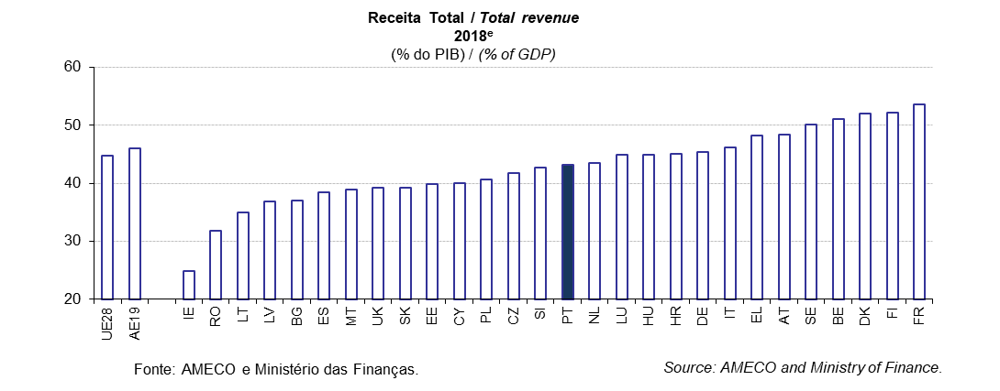 Receita Total / Total revenue
2018ᵉ
(% do PIB) / (% of GDP)
60
50
40
30
20
UE28
AE19
IE
RO
LT
LV
BG
ES
MT
UK
SK
EE
CY
PL
CZ
SI
PT
NL
LU
HU
HR
DE
IT
EL
AT
SE
BE
DK
FI
FR
Fonte: AMECO e Ministério das Finanças.
Source: AMECO and Ministry of Finance.